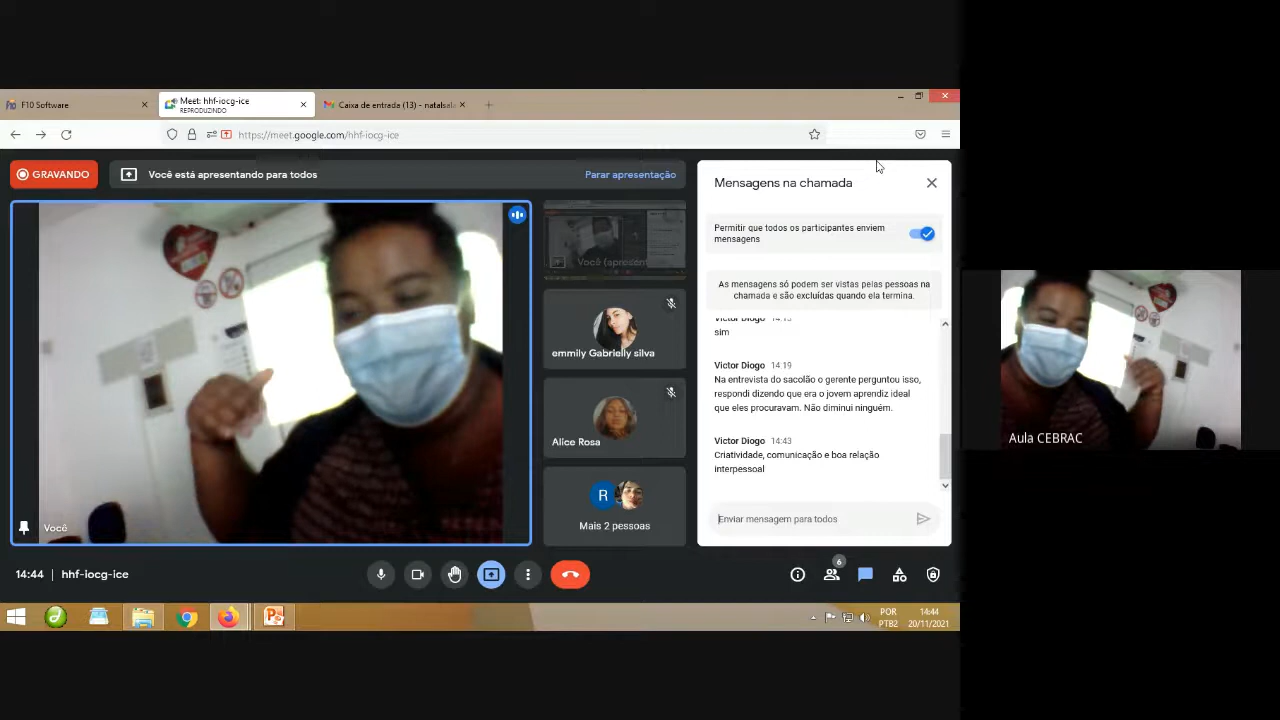 F10 Software
Meet: hhf-iocg-ice
REPRODUZINDO
Caixa de entrada (13) - natalsala
https://meet.google.com/hhf-iocg-ice
GRAVANDO
Você está apresentando para todos
Parar apresentação
Mensagens na chamada
Permitir que todos os participantes enviem
mensagens
As mensagens só podem ser vistas pelas pessoas na
chamada e são excluídas quando ela termina.
Victor Diogo
sim
Victor Diogo 14:19
Na entrevista do sacolão o gerente perguntou isso,
respondi dizendo que era o jovem aprendiz ideal
que eles procuravam. Não diminui ninguém.
Victor Diogo 14:43
Criatividade, comunicação e boa relação
interpessoal
Enviar mensagem para todos
Você
emmily Gabrielly silva
Alice Rosa
R
Mais 2 pessoas
14:44 | hhf-iocg-ice
6
POR
PTB2
14:44
20/11/2021
Aula CEBRAC